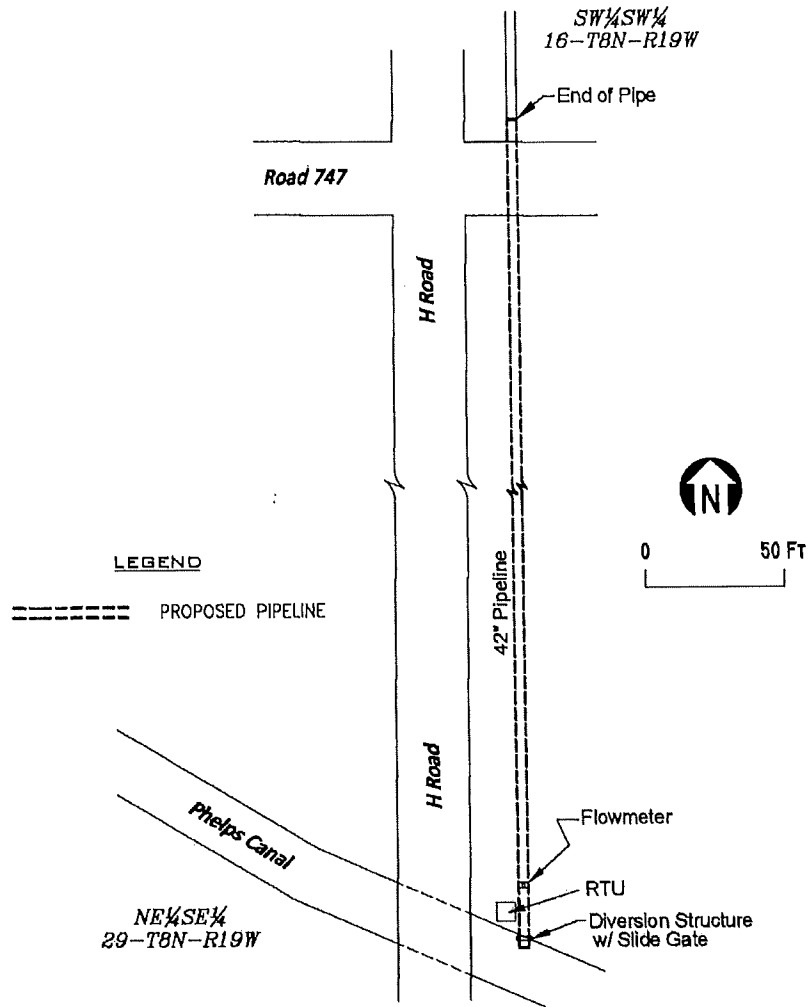 SW¼SW¼
16-T8N-R19W
End of Pipe
Road 747
H Road
N
0 50 FT
LEGEND
PROPOSED PIPELINE
42" Pipeline
H Road
Phelps Canal
Flowmeter
RTU
Diversion Structure
w/ Slide Gate
NE¼SE¼
29-T8N-R19W